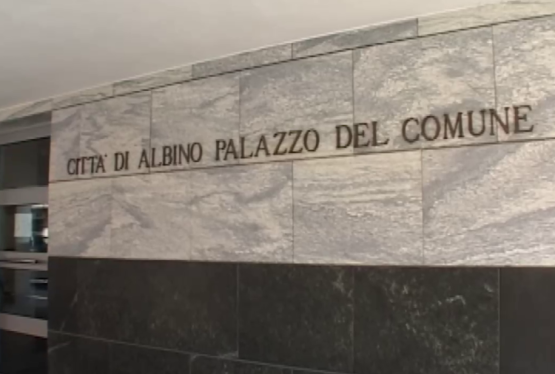 CITTA' DI ALBINO PALAZZO DEL COMUNE